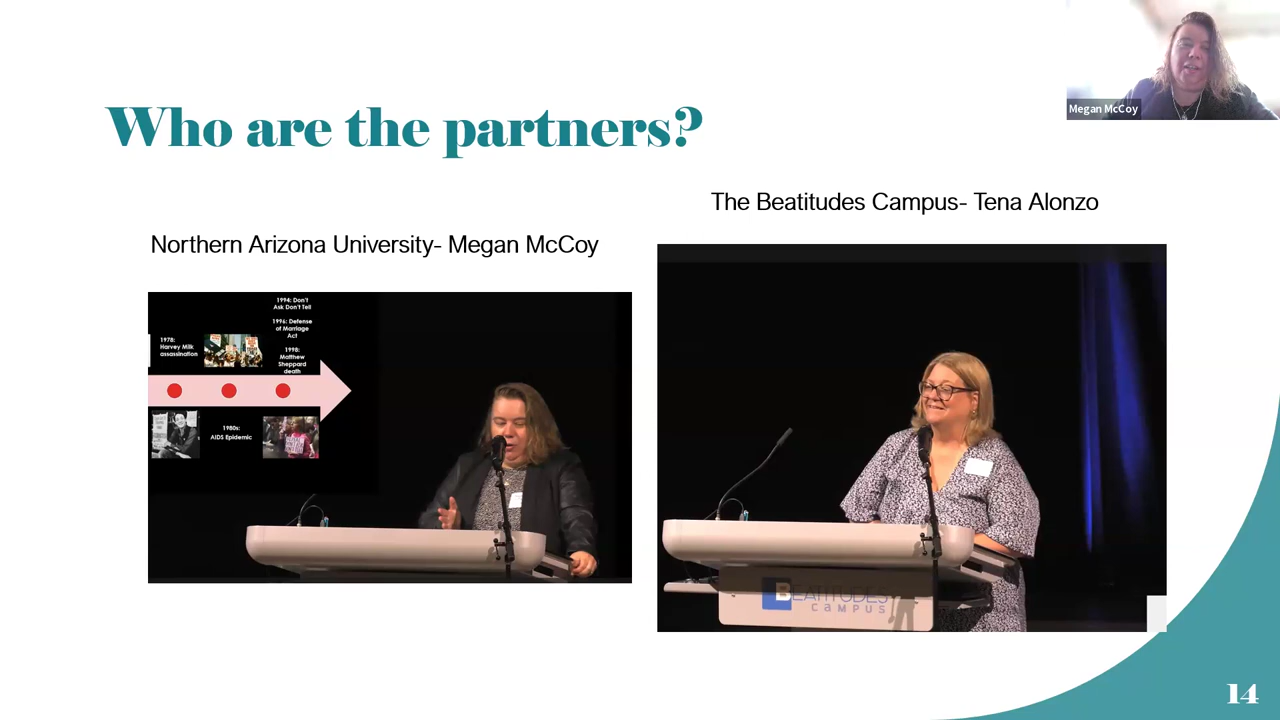 Megan McCoy
Who are the partners?
The Beatitudes Campus- Tena Alonzo
Northern Arizona University- Megan McCoy
1994: Don't
Ask Don't Tell
1996: Defense
of Marriage
Act
1998:
Matthew
Sheppard
death
1978:
Harvey Milk
assassination
1980s:
AIDS Epidemic
BEATITUDES
CAMPUS
14